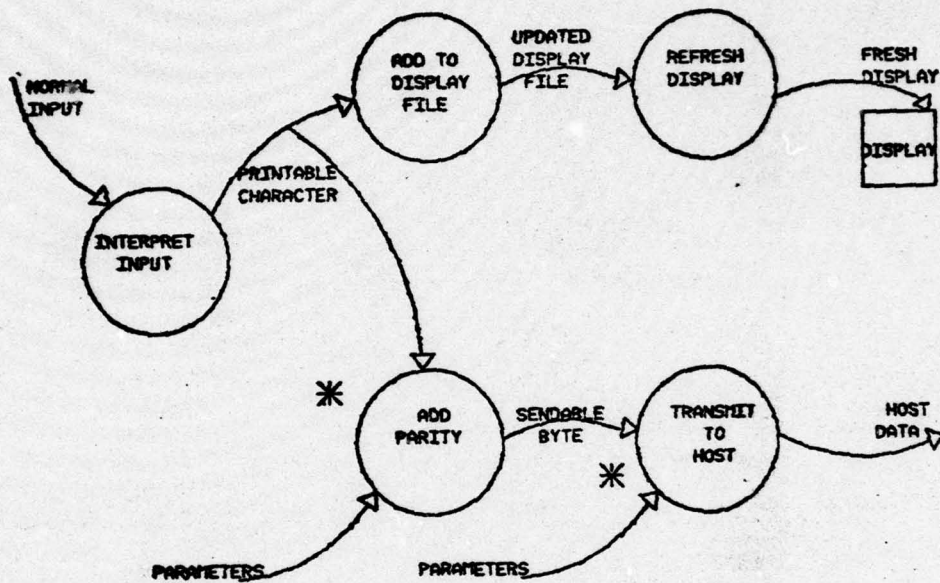 NORMAL
INPUT
INTERPRET
INPUT
PRINTABLE
CHARACTER
ADD TO
DISPLAY
FILE
UPDATED
DISPLAY
FILE
REFRESH
DISPLAY
FRESH
DISPLAY
DISPLAY
ADD
PARITY
SENDABLE
BYTE
TRANSMIT
TO
HOST
HOST
DATA
PARAMETERS
PARAMETERS